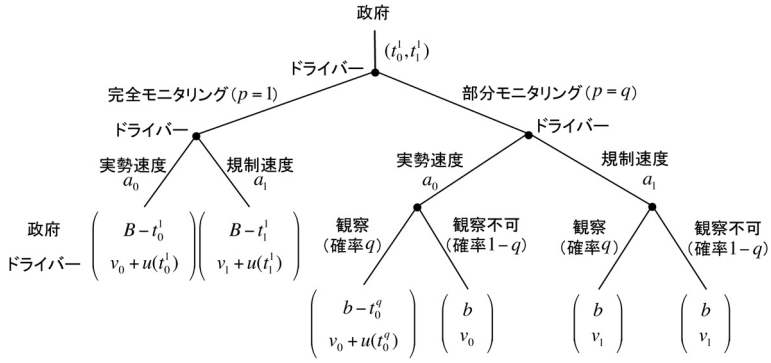 政府
(t_0^1, t_1^1)
ドライバー
完全モニタリング(p=1)
部分モニタリング(p=q)
ドライバー
ドライバー
実勢速度
a_0
規制速度
a_1
実勢速度
a_0
規制速度
a_1
政府
ドライバー
B-t_0^1
v_0+u(t_0^1)
B-t_1^1
v_1+u(t_1^1)
観察
(確率q)
観察不可
(確率1-q)
観察
(確率q)
観察不可
(確率1-q)
b-t_0^q
v_0+u(t_0^q)
b
v_0
b
v_1
b
v_1